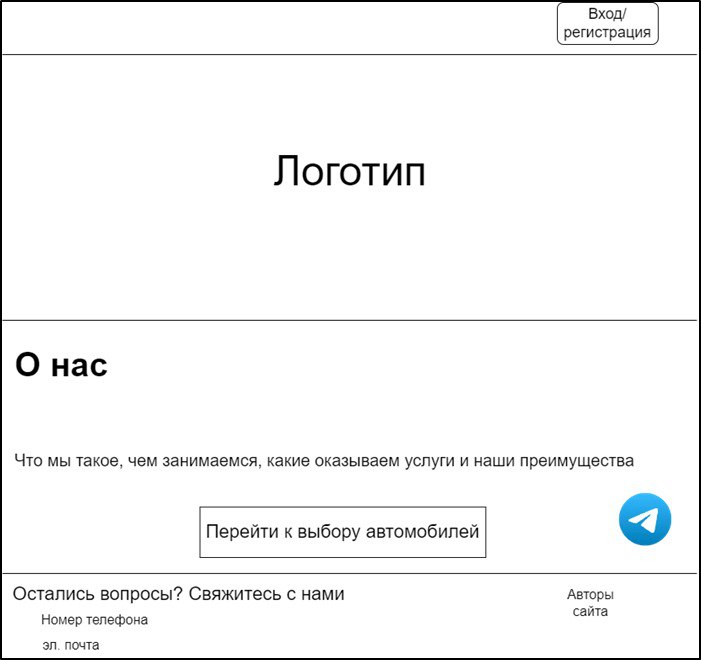 Вход/
регистрация
Логотип
О нас
Что мы такое, чем занимаемся, какие оказываем услуги и наши преимущества
Перейти к выбору автомобилей
Остались вопросы? Свяжитесь с нами
Номер телефона
эл. почта
Авторы
сайта